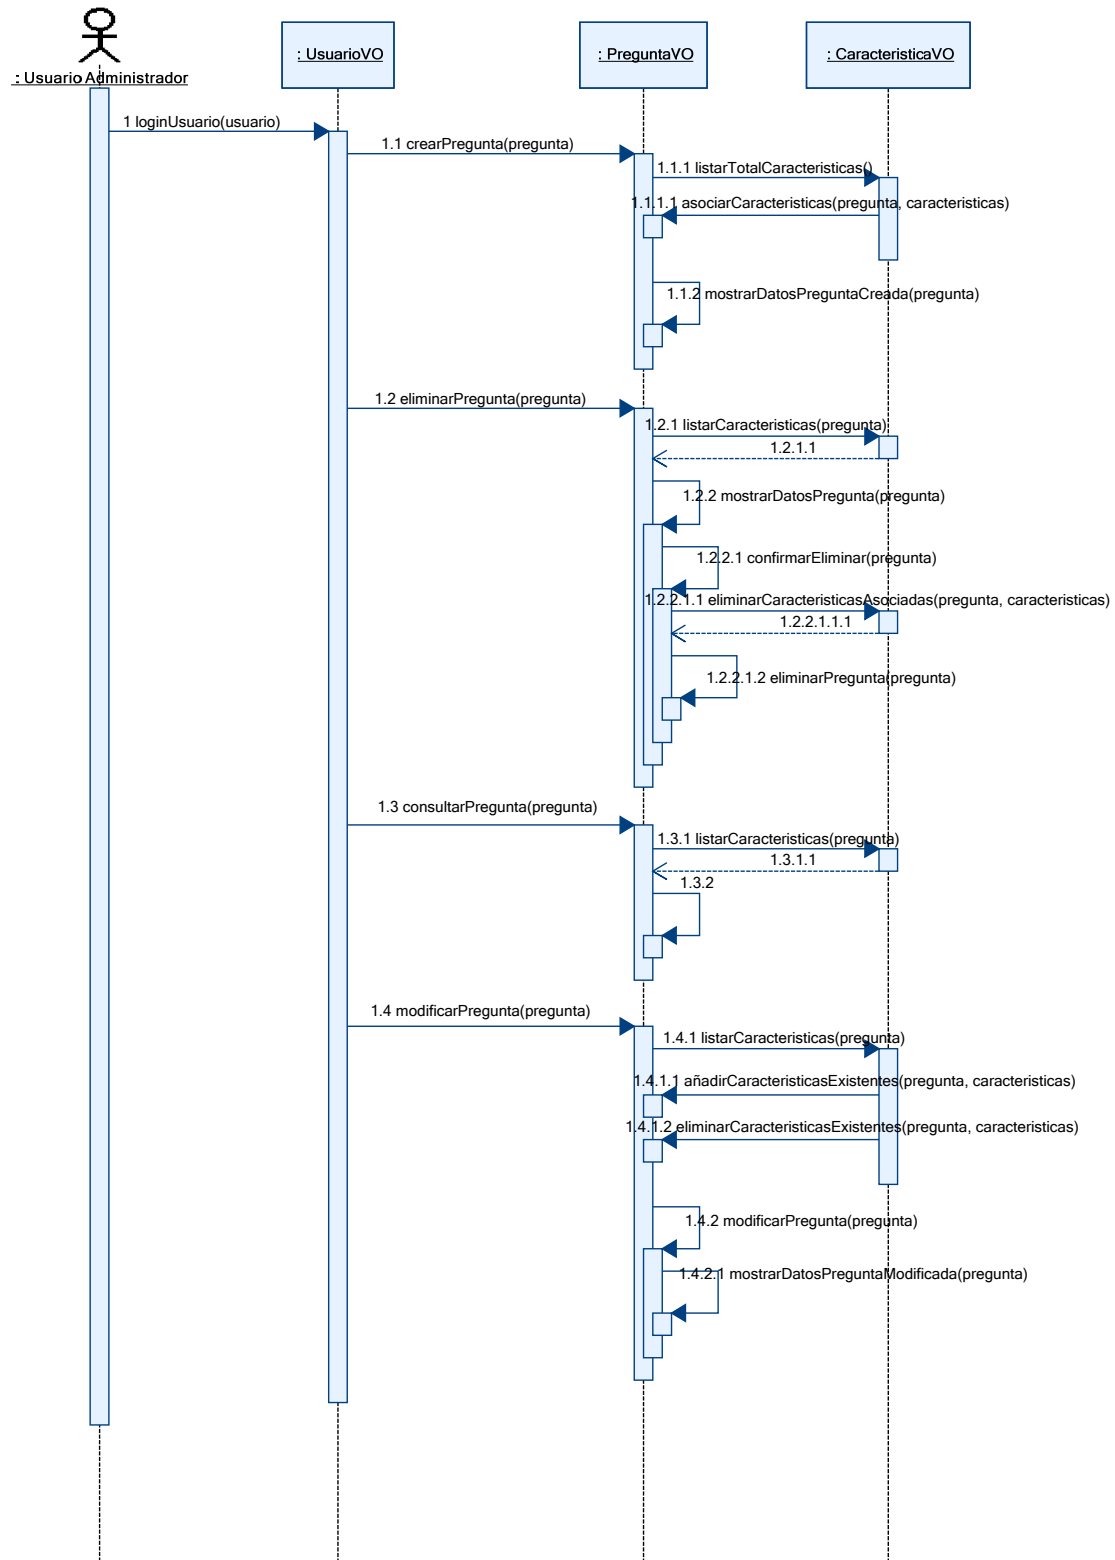 : Usuario Administrador
: UsuarioVO
: PreguntaVO
: CaracteristicaVO
1 loginUsuario(usuario)
1.1 crearPregunta(pregunta)
1.1.1 listarTotalCaracteristicas()
1.1.1.1 asociarCaracteristicas(pregunta, caracteristicas)
1.1.2 mostrarDatosPreguntaCreada(pregunta)
1.2 eliminarPregunta(pregunta)
1.2.1 listarCaracteristicas(pregunta)
1.2.1.1
1.2.2 mostrarDatosPregunta(pregunta)
1.2.2.1 confirmarEliminar(pregunta)
1.2.2.1.1 eliminarCaracteristicasAsociadas(pregunta, caracteristicas)
1.2.2.1.1.1
1.2.2.1.2 eliminarPregunta(pregunta)
1.3 consultarPregunta(pregunta)
1.3.1 listarCaracteristicas(pregunta)
1.3.1.1
1.3.2
1.4 modificarPregunta(pregunta)
1.4.1 listarCaracteristicas(pregunta)
1.4.1.1 añadirCaracteristicasExistentes(pregunta, caracteristicas)
1.4.1.2 eliminarCaracteristicasExistentes(pregunta, caracteristicas)
1.4.2 modificarPregunta(pregunta)
1.4.2.1 mostrarDatosPreguntaModificada(pregunta)